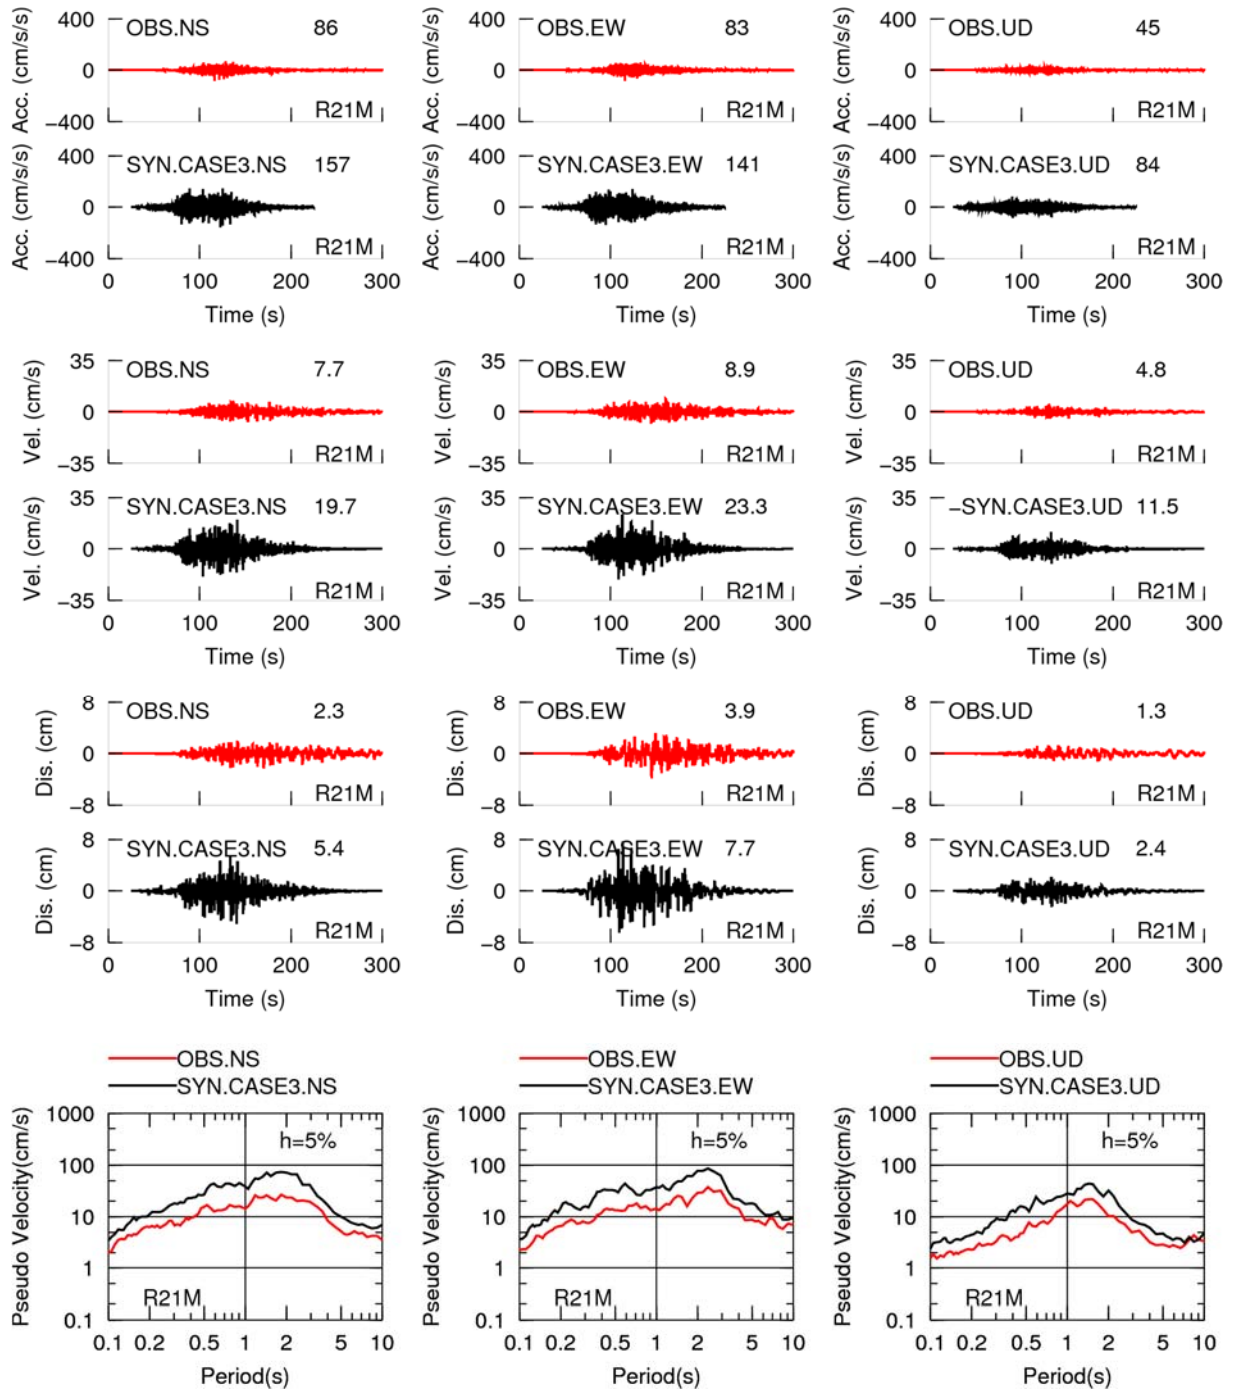 400 OBS.NS 86 400 OBS.EW 83 400 OBS.UD 45
Acc. (cm/s/s) 0 Acc. (cm/s/s) 0 Acc. (cm/s/s) 0
−400 R21M −400 R21M −400 R21M
400 SYN.CASE3.NS 157 400 SYN.CASE3.EW 141 400 SYN.CASE3.UD 84
Acc. (cm/s/s) 0 Acc. (cm/s/s) 0 Acc. (cm/s/s) 0
−400 R21M −400 R21M −400 R21M
0 100 200 300 0 100 200 300 0 100 200 300
Time (s) Time (s) Time (s)
35 OBS.NS 7.7 35 OBS.EW 8.9 35 OBS.UD 4.8
Vel. (cm/s) 0 Vel. (cm/s) 0 Vel. (cm/s) 0
−35 R21M −35 R21M −35 R21M
35 SYN.CASE3.NS 19.7 35 SYN.CASE3.EW 23.3 35 −SYN.CASE3.UD 11.5
Vel. (cm/s) 0 Vel. (cm/s) 0 Vel. (cm/s) 0
−35 R21M −35 R21M −35 R21M
0 100 200 300 0 100 200 300 0 100 200 300
Time (s) Time (s) Time (s)
8 OBS.NS 2.3 8 OBS.EW 3.9 8 OBS.UD 1.3
Dis. (cm) 0 Dis. (cm) 0 Dis. (cm) 0
−8 R21M −8 R21M −8 R21M
8 SYN.CASE3.NS 5.4 8 SYN.CASE3.EW 7.7 8 SYN.CASE3.UD 2.4
Dis. (cm) 0 Dis. (cm) 0 Dis. (cm) 0
−8 R21M −8 R21M −8 R21M
0 100 200 300 0 100 200 300 0 100 200 300
Time (s) Time (s) Time (s)
OBS.NS OBS.EW OBS.UD
SYN.CASE3.NS SYN.CASE3.EW SYN.CASE3.UD
1000 1000 1000
h=5% h=5% h=5%
100 100 100
Pseudo Velocity(cm/s) Pseudo Velocity(cm/s) Pseudo Velocity(cm/s)
10 10 10
1 1 1
R21M R21M R21M
0.1 0.1 0.1
0.1 0.2 0.5 1 2 5 10 0.1 0.2 0.5 1 2 5 10 0.1 0.2 0.5 1 2 5 10
Period(s) Period(s) Period(s)